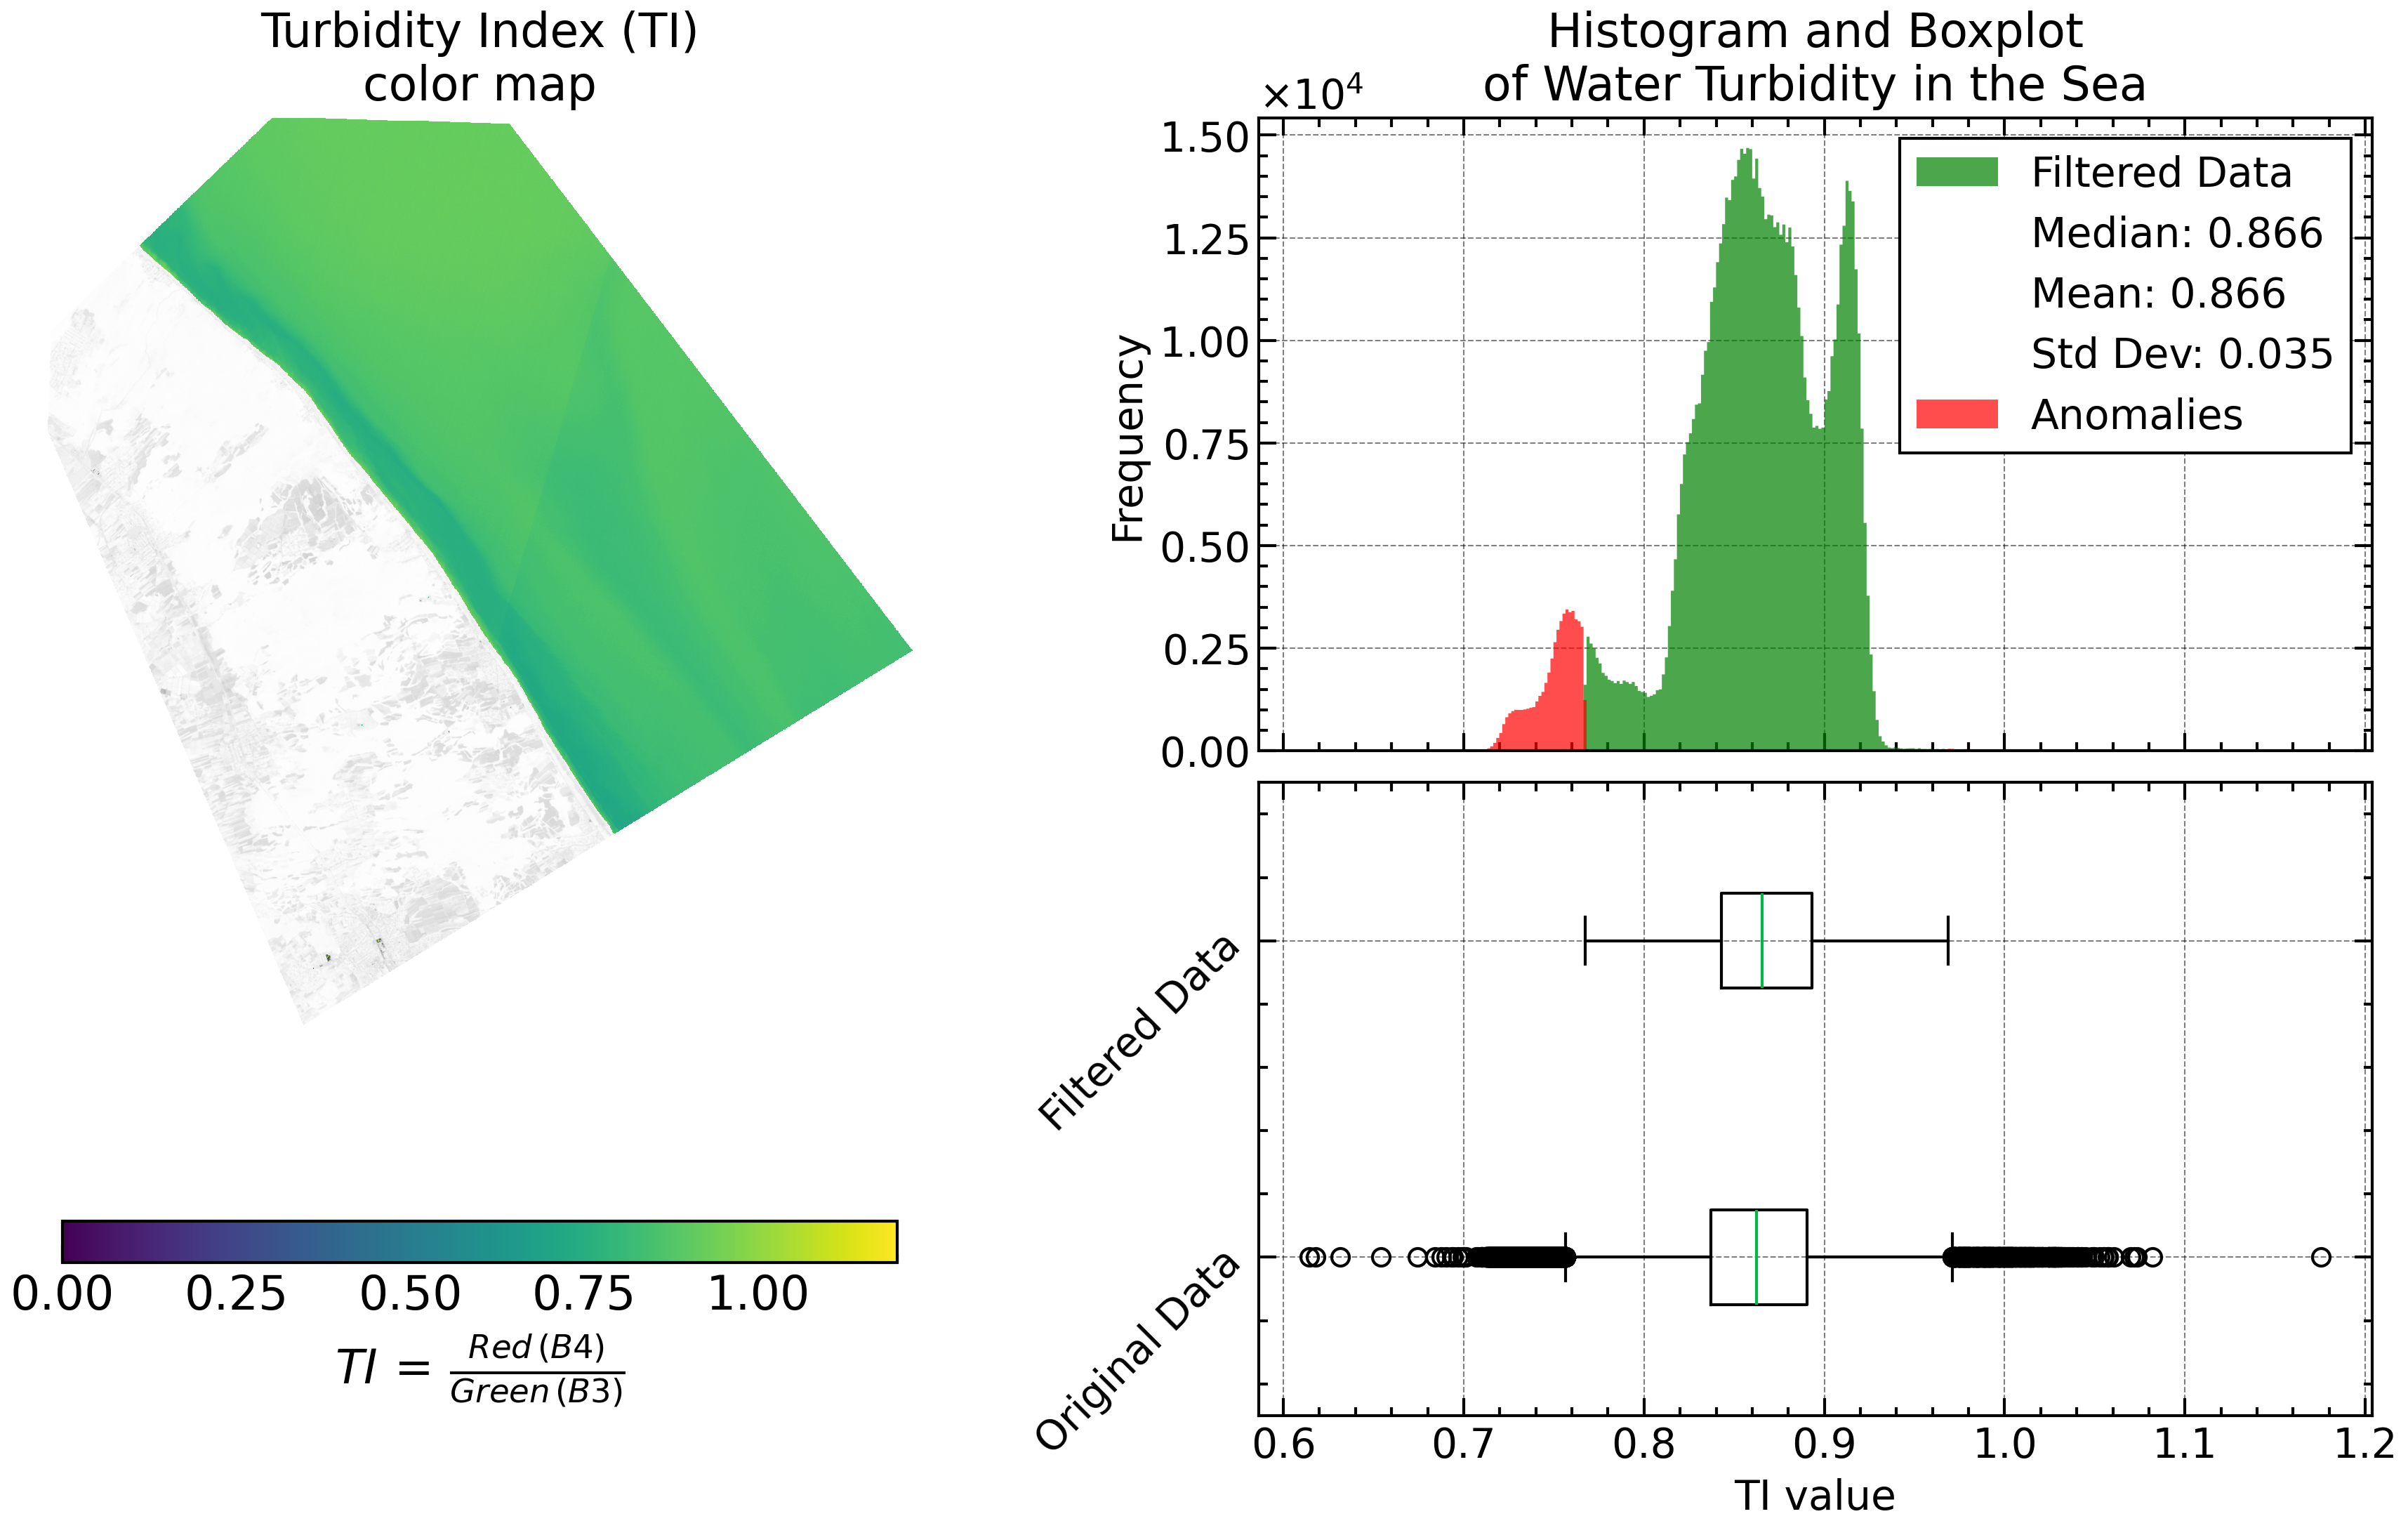 Turbidity Index (TI)
color map
0.00 0.25 0.50 0.75 1.00
TI = Red (B4) / Green (B3)
Histogram and Boxplot
of Water Turbidity in the Sea
×10⁴
1.50
1.25
1.00
0.75
0.50
0.25
0.00
Frequency
Filtered Data
Median: 0.866
Mean: 0.866
Std Dev: 0.035
Anomalies
Filtered Data
Original Data
0.6 0.7 0.8 0.9 1.0 1.1 1.2
TI value